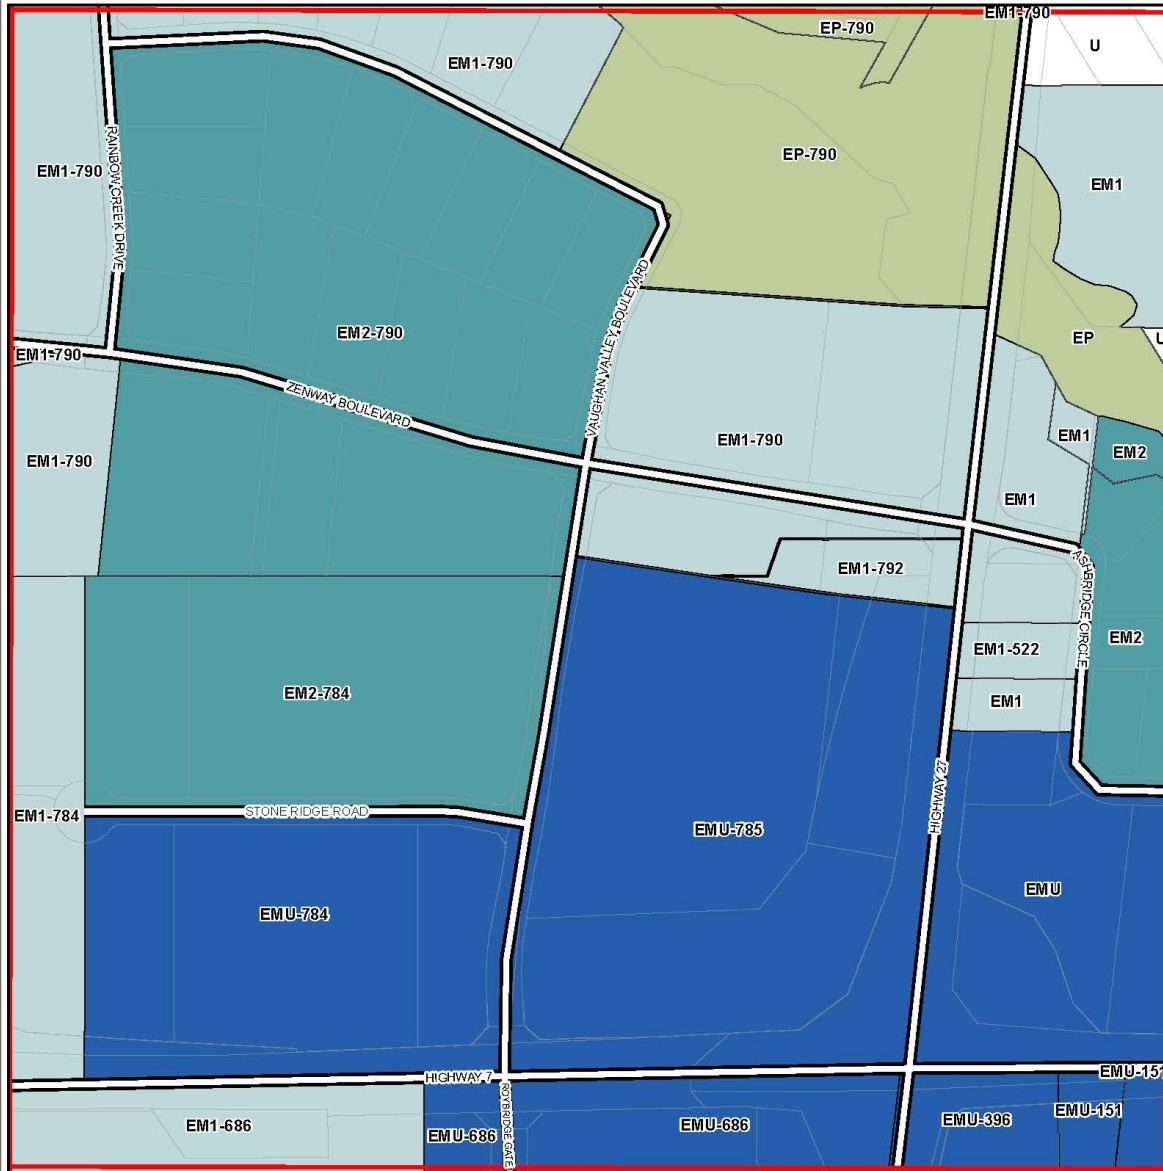 EM1-790
EP-790
U
EM1-790
EP-790
EM1-790
EM1
RAINBOW CREEK DRIVE
VAUGHAN VALLEY BOULEVARD
EM2-790
EP
U
EM1-790
ZENWAY BOULEVARD
EM1-790
EM1
EM2
EM1-790
EM1
EM1-792
ASHBRIDGE CIRCLE
EM2
EM1-522
EM2-784
EM1
HIGHWAY 27
STONE RIDGE ROAD
EM1-784
EMU-785
EMU
EMU-784
HIGHWAY 7
EMU-151
ROYBRIDGE GATE
EM1-686
EMU-686
EMU-686
EMU-396
EMU-151